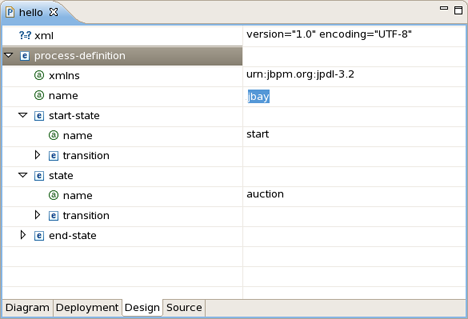 hello
xml version="1.0" encoding="UTF-8"
process-definition
xmlns urn:jbpm.org:jpdl-3.2
name jbay
start-state
name start
transition
state
name auction
transition
end-state
Diagram Deployment Design Source